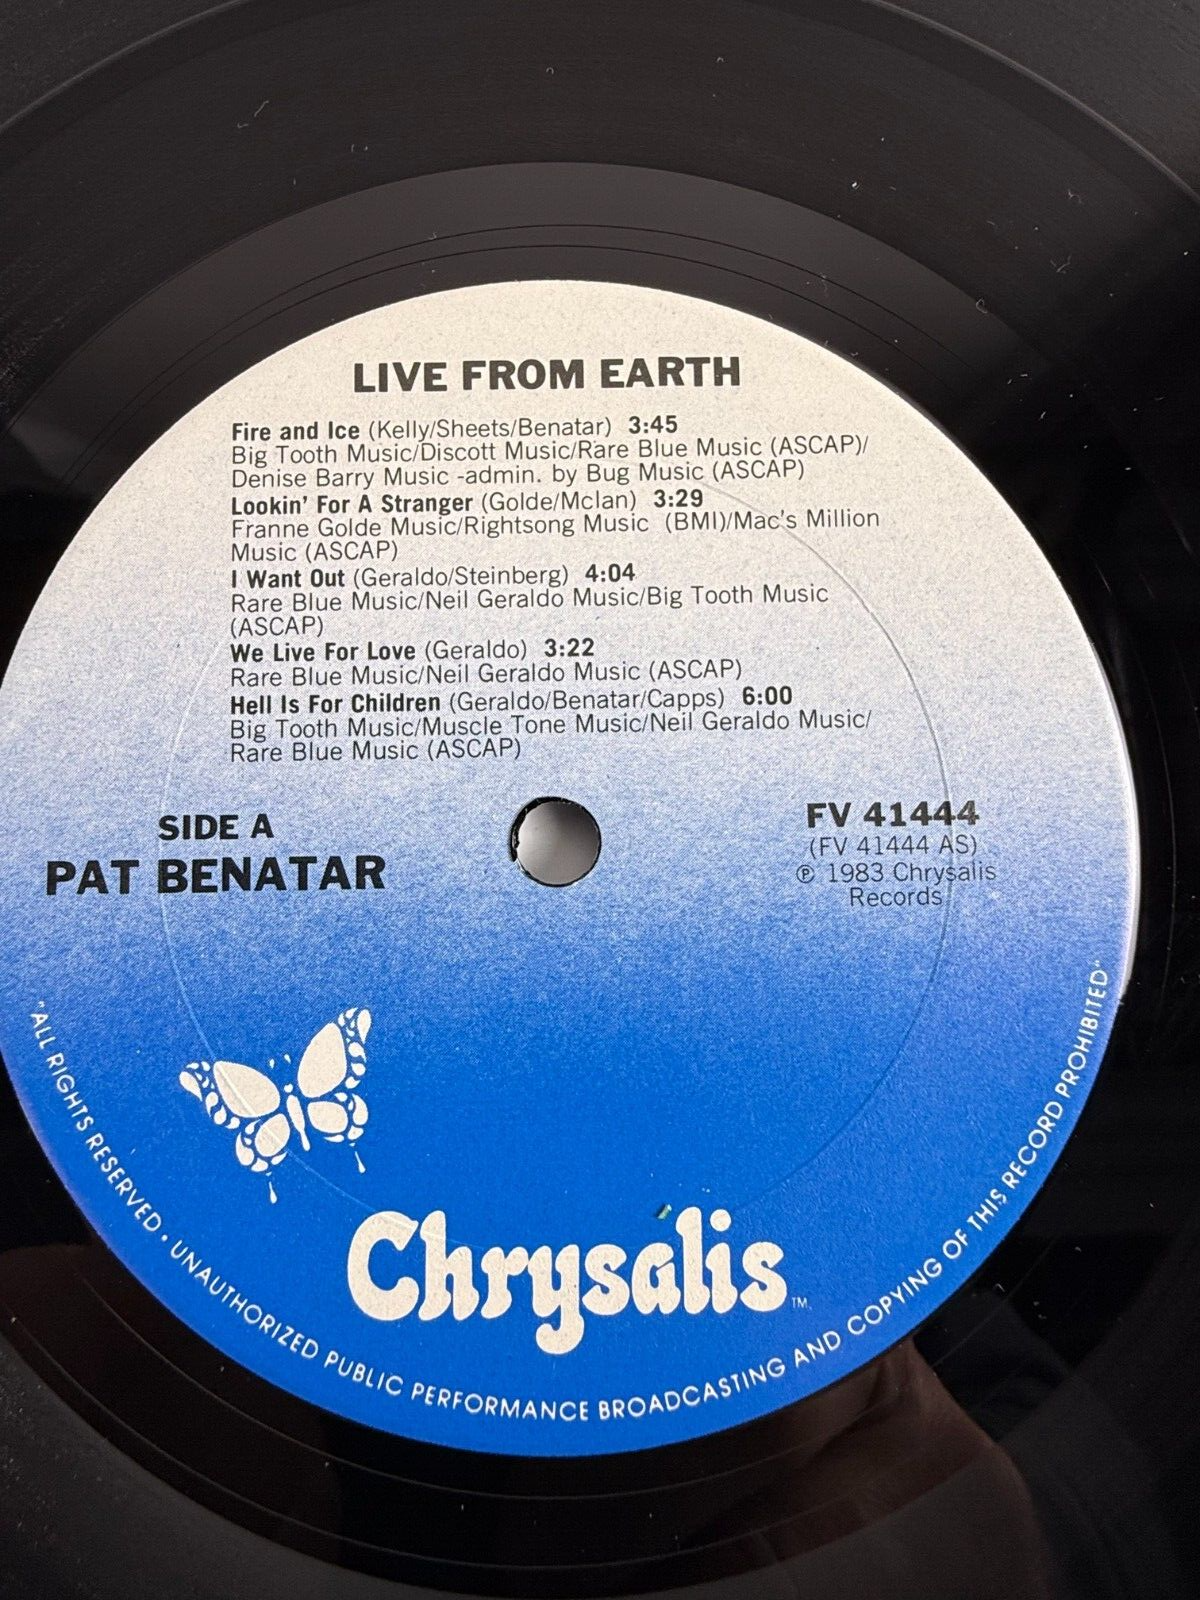 LIVE FROM EARTH
Fire and Ice (Kelly/Sheets/Benatar) 3:45
Big Tooth Music/Discott Music/Rare Blue Music (ASCAP)/
Denise Barry Music -admin. by Bug Music (ASCAP)
Lookin' For A Stranger (Golde/McIan) 3:29
Franne Golde Music/Rightsong Music (BMI)/Mac's Million
Music (ASCAP)
I Want Out (Geraldo/Steinberg) 4:04
Rare Blue Music/Neil Geraldo Music/Big Tooth Music
(ASCAP)
We Live For Love (Geraldo) 3:22
Rare Blue Music/Neil Geraldo Music (ASCAP)
Hell Is For Children (Geraldo/Benatar/Capps) 6:00
Big Tooth Music/Muscle Tone Music/Neil Geraldo Music/
Rare Blue Music (ASCAP)
SIDE A
PAT BENATAR
FV 41444
(FV 41444 AS)
℗ 1983 Chrysalis
Records
Chrysalis TM.
"ALL RIGHTS RESERVED • UNAUTHORIZED PUBLIC PERFORMANCE BROADCASTING AND COPYING OF THIS RECORD PROHIBITED"